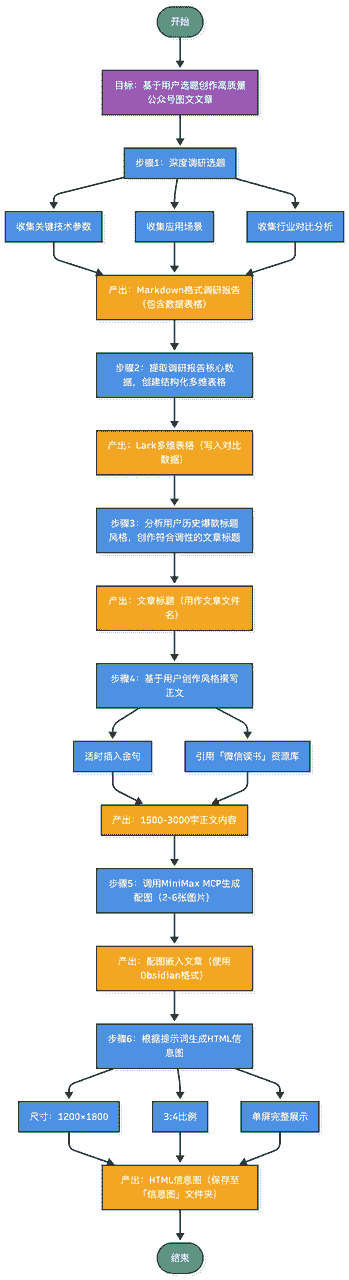 开始
目标：基于用户选题创作高质量
公众号图文文章
步骤1：深度调研选题
收集关键技术参数
收集应用场景
收集行业对比分析
产出：Markdown格式调研报告
（包含数据表格）
步骤2：提取调研报告核心数
据，创建结构化多维表格
产出：Lark多维表格（写入对比
数据）
步骤3：分析用户历史爆款标题
风格，创作符合调性的文章标题
产出：文章标题（用作文章文件
名）
步骤4：基于用户创作风格撰写
正文
适时插入金句
引用「微信读书」资源库
产出：1500-3000字正文内容
步骤5：调用MiniMax MCP生成
配图（2-6张图片）
产出：配图嵌入文章（使用
Obsidian格式）
步骤6：根据提示词生成HTML信
息图
尺寸：1200×1800
3:4比例
单屏完整展示
产出：HTML信息图（保存至
「信息图」文件夹）
结束